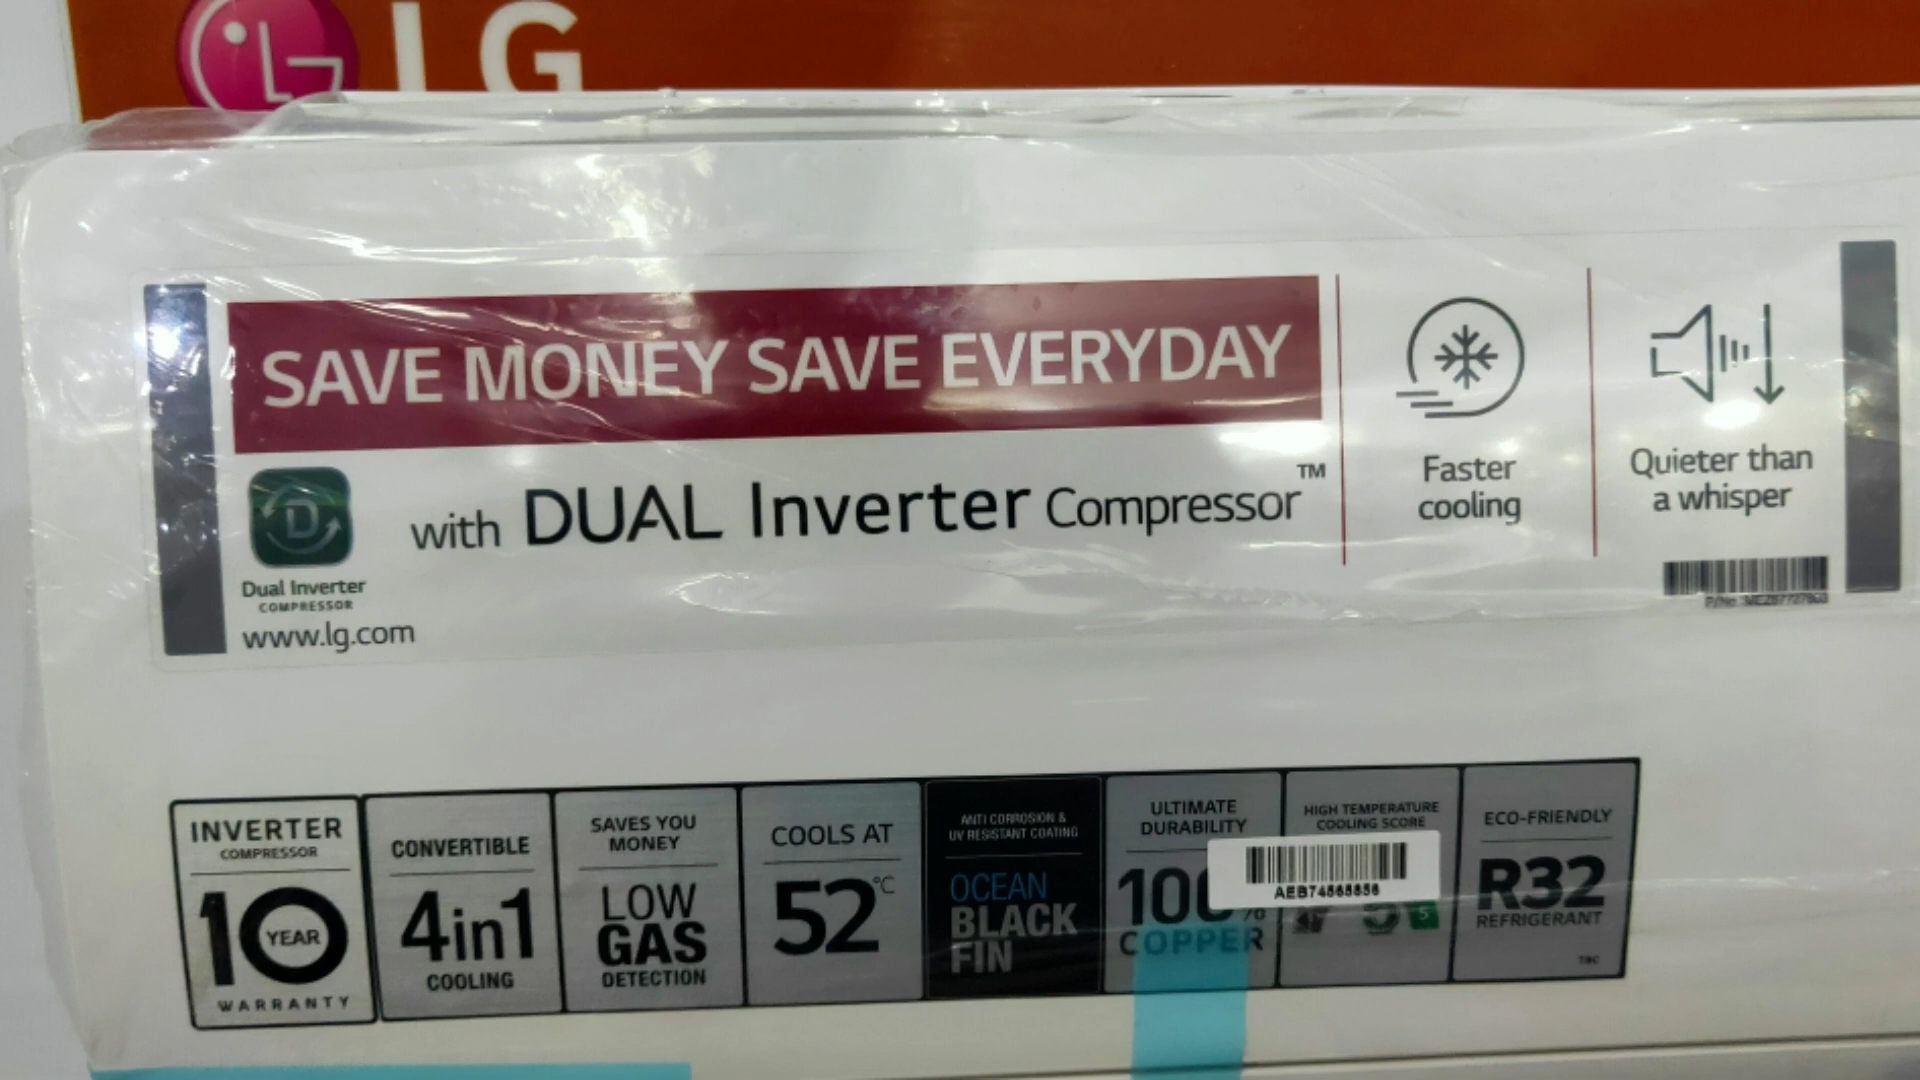 LG
SAVE MONEY SAVE EVERYDAY
with DUAL Inverter Compressor™
Dual Inverter
COMPRESSOR
www.lg.com
Faster
cooling
Quieter than
a whisper
P/No
INVERTER
COMPRESSOR
10 YEAR
WARRANTY
CONVERTIBLE
4in1
COOLING
SAVES YOU
MONEY
LOW
GAS
DETECTION
COOLS AT
52°C
ANTI CORROSION &
UV RESISTANT COATING
OCEAN
BLACK
FIN
ULTIMATE
DURABILITY
100%
COPPER
HIGH TEMPERATURE
COOLING SCORE
5
AEB74565856
ECO-FRIENDLY
R32
REFRIGERANT